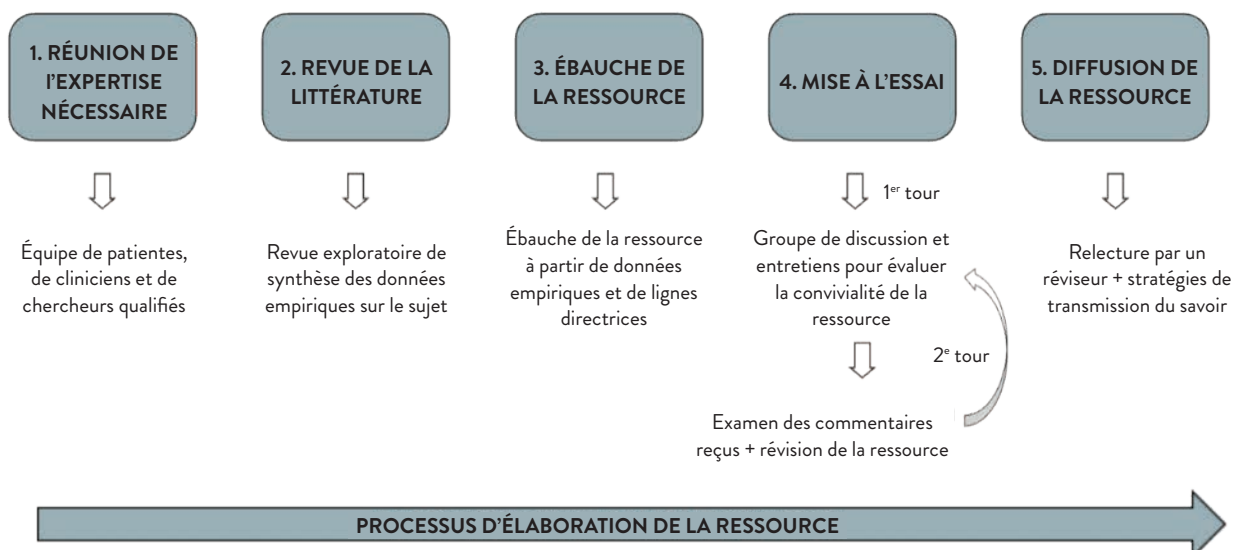 1. RÉUNION DE
l'EXPERTISE
NÉCESSAIRE
2. REVUE DE LA
LITTÉRATURE
3. ÉBAUCHE DE
LA RESSOURCE
4. MISE À L'ESSAI
5. DIFFUSION DE
LA RESSOURCE
Équipe de patientes,
de cliniciens et de
chercheurs qualifiés
Revue exploratoire de
synthèse des données
empiriques sur le sujet
Ébauche de la ressource
à partir de données
empiriques et de lignes
directrices
1er tour
Groupe de discussion et
entretiens pour évaluer
la convivialité de la
ressource
2e tour
Examen des commentaires
reçus + révision de la ressource
Relecture par un
réviseur + stratégies de
transmission du savoir
PROCESSUS D'ÉLABORATION DE LA RESSOURCE